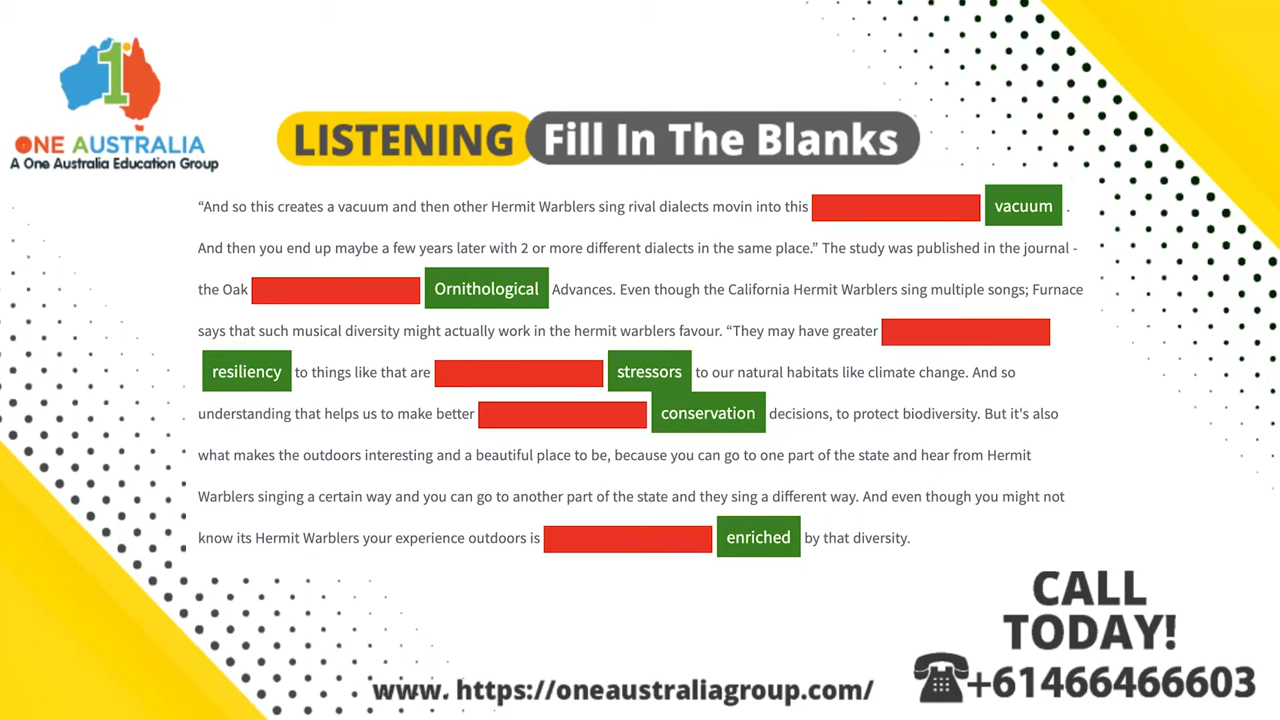 1
ONE AUSTRALIA
A One Australia Education Group
LISTENING Fill In The Blanks
“And so this creates a vacuum and then other Hermit Warblers sing rival dialects movin into this vacuum .
And then you end up maybe a few years later with 2 or more different dialects in the same place.” The study was published in the journal -
the Oak Ornithological Advances. Even though the California Hermit Warblers sing multiple songs; Furnace
says that such musical diversity might actually work in the hermit warblers favour. “They may have greater
resiliency to things like that are stressors to our natural habitats like climate change. And so
understanding that helps us to make better conservation decisions, to protect biodiversity. But it's also
what makes the outdoors interesting and a beautiful place to be, because you can go to one part of the state and hear from Hermit
Warblers singing a certain way and you can go to another part of the state and they sing a different way. And even though you might not
know its Hermit Warblers your experience outdoors is enriched by that diversity.
CALL
TODAY!
+61466466603
www. https://oneaustraliagroup.com/